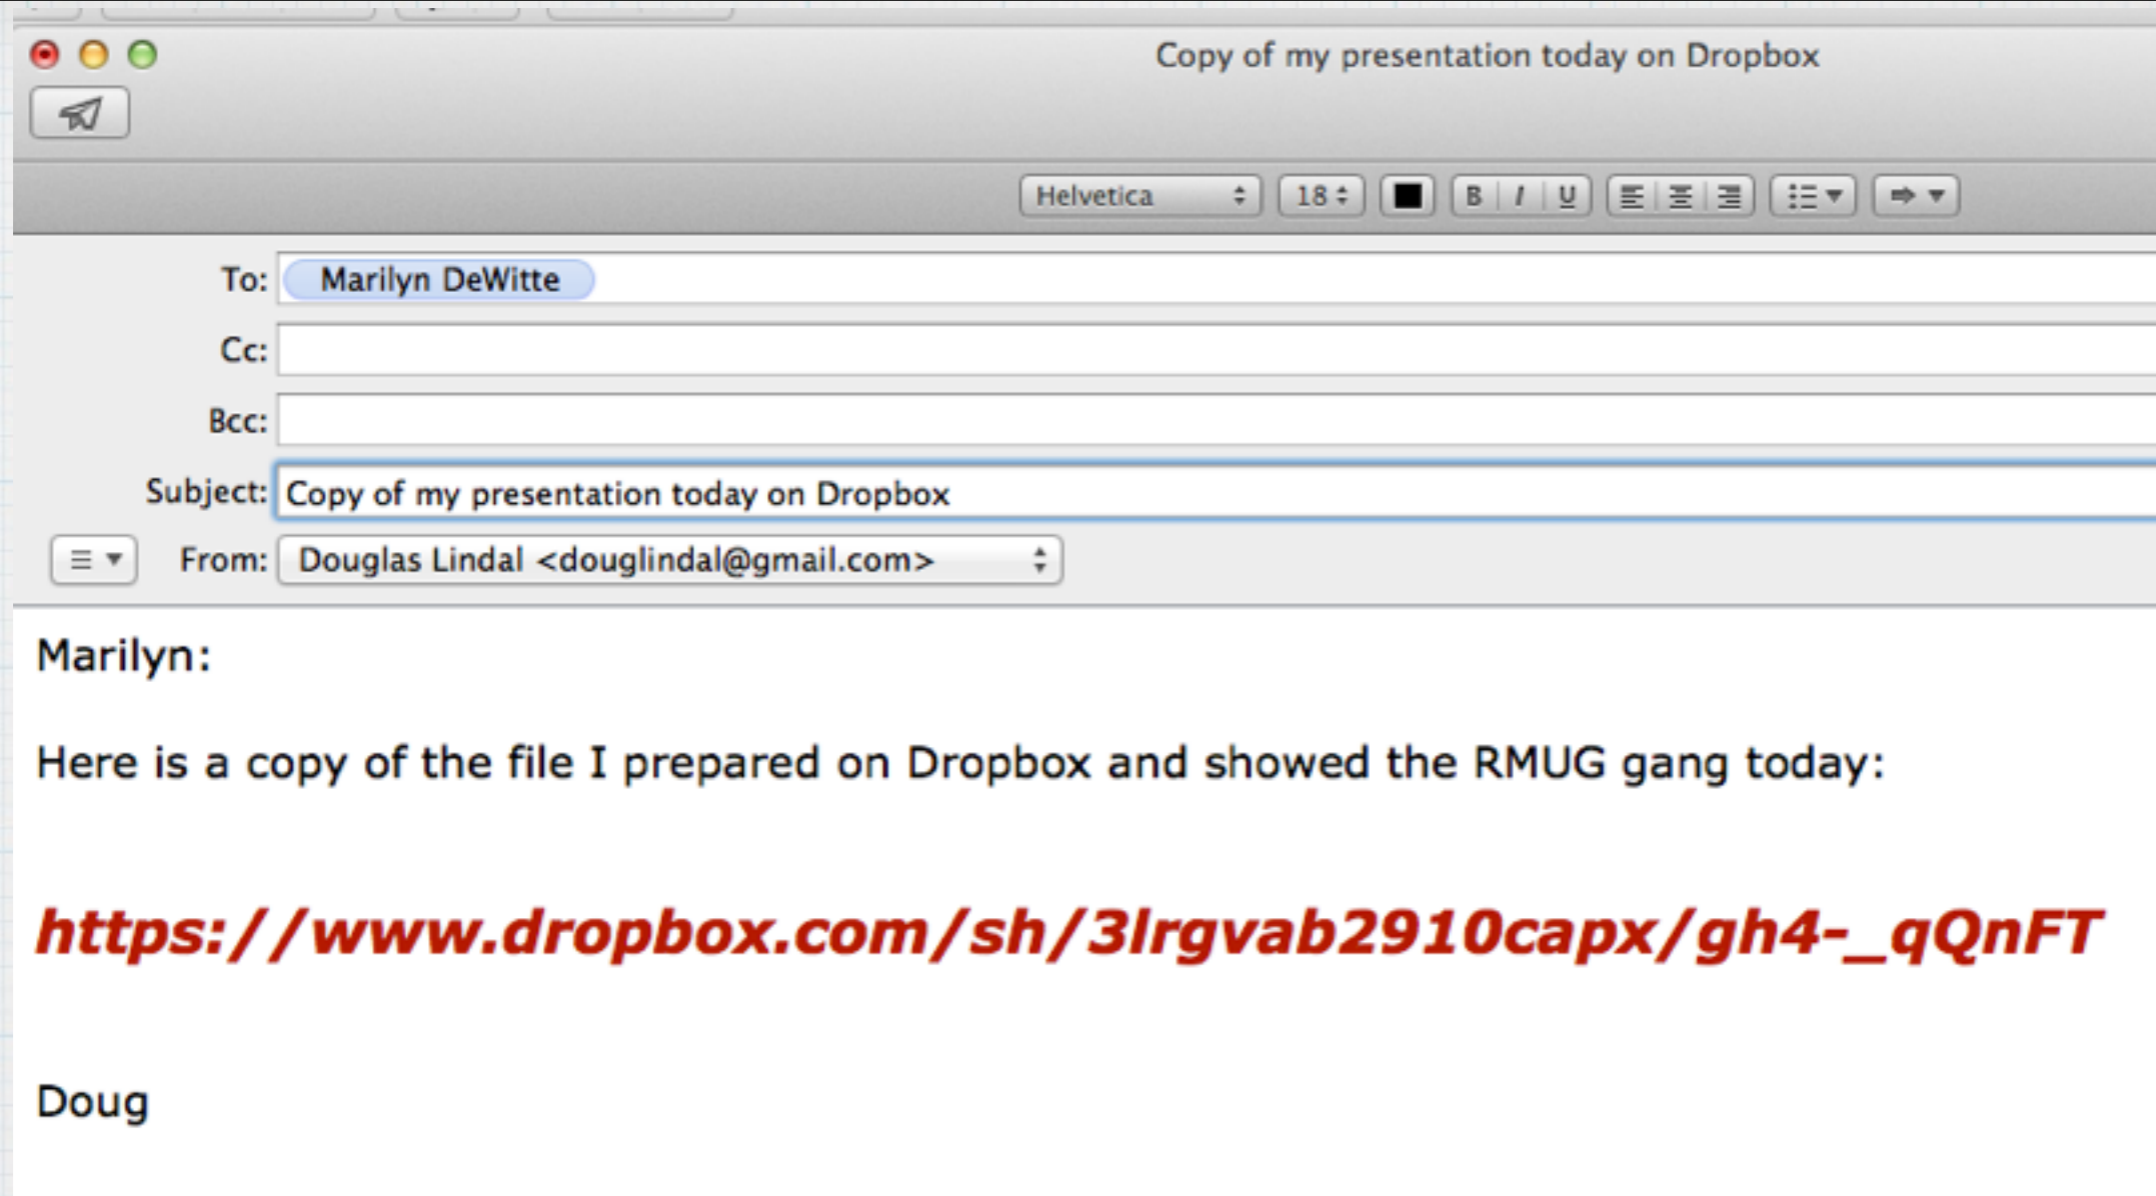 Copy of my presentation today on Dropbox
Helvetica 18 B I U
To: Marilyn DeWitte
Cc:
Bcc:
Subject: Copy of my presentation today on Dropbox
From: Douglas Lindal <douglindal@gmail.com>
Marilyn:
Here is a copy of the file I prepared on Dropbox and showed the RMUG gang today:
https://www.dropbox.com/sh/3lrgvab2910capx/gh4-_qQnFT
Doug